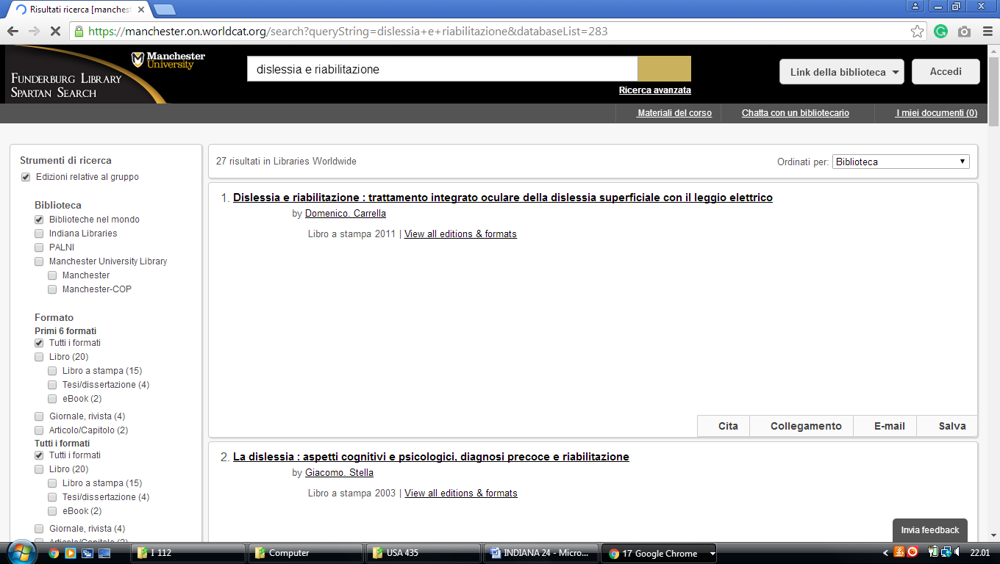 Risultati ricerca [manchest
https://manchester.on.worldcat.org/search?queryString=dislessia+e+riabilitazione&databaseList=283
Manchester
University
FUNDERBURG LIBRARY
SPARTAN SEARCH
dislessia e riabilitazione
Ricerca avanzata
Link della biblioteca
Accedi
Materiali del corso
Chatta con un bibliotecario
I miei documenti (0)
Strumenti di ricerca
Edizioni relative al gruppo
Biblioteca
Biblioteche nel mondo
Indiana Libraries
PALNI
Manchester University Library
Manchester
Manchester-COP
Formato
Primi 6 formati
Tutti i formati
Libro (20)
Libro a stampa (15)
Tesi/dissertazione (4)
eBook (2)
Giornale, rivista (4)
Articolo/Capitolo (2)
Tutti i formati
Tutti i formati
Libro (20)
Libro a stampa (15)
Tesi/dissertazione (4)
eBook (2)
Giornale, rivista (4)
Articolo/Capitolo (2)
27 risultati in Libraries Worldwide
Ordinati per: Biblioteca
1. Dislessia e riabilitazione : trattamento integrato oculare della dislessia superficiale con il leggio elettrico
by Domenico. Carrella
Libro a stampa 2011 | View all editions & formats
Cita
Collegamento
E-mail
Salva
2. La dislessia : aspetti cognitivi e psicologici, diagnosi precoce e riabilitazione
by Giacomo. Stella
Libro a stampa 2003 | View all editions & formats
Invia feedback
I 112
Computer
USA 435
INDIANA 24 - Micro...
17 Google Chrome
22.01